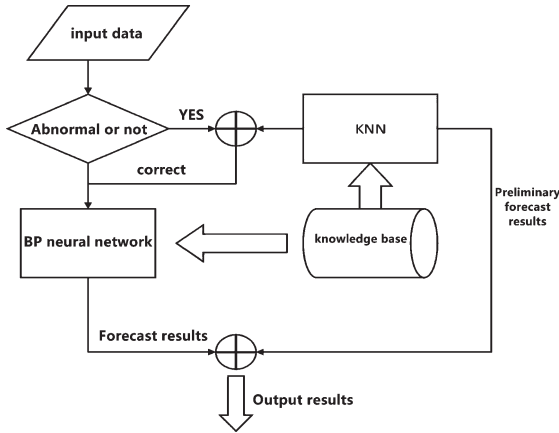 input data
YES
Abnormal or not
KNN
correct
Preliminary
forecast
results
BP neural network
knowledge base
Forecast results
Output results